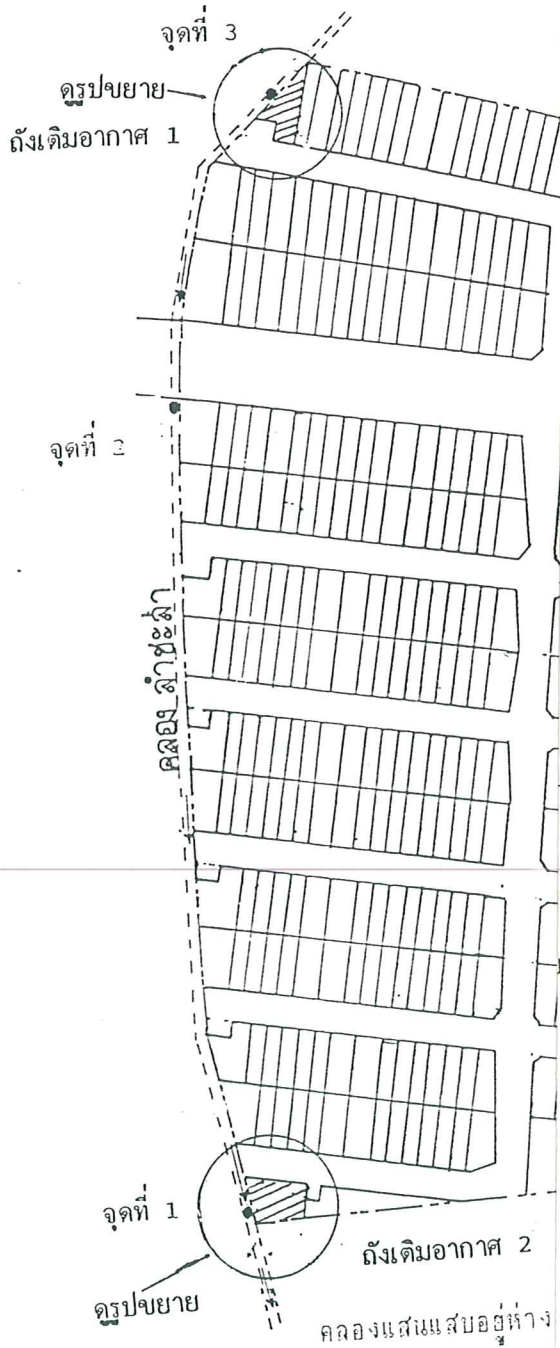 จุดที่ 3
ดูรูปขยาย
ถังเติมอากาศ 1
จุดที่ 2
คลอง ลำชะล่า
จุดที่ 1
ถังเติมอากาศ 2
ดูรูปขยาย
คลองแสนแสบอยู่ห่าง